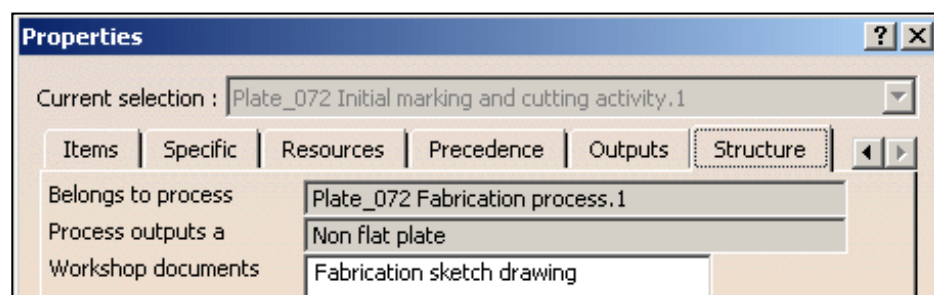 Properties
Current selection : Plate_072 Initial marking and cutting activity.1
Items Specific Resources Precedence Outputs Structure
Belongs to process Plate_072 Fabrication process.1
Process outputs a Non flat plate
Workshop documents Fabrication sketch drawing